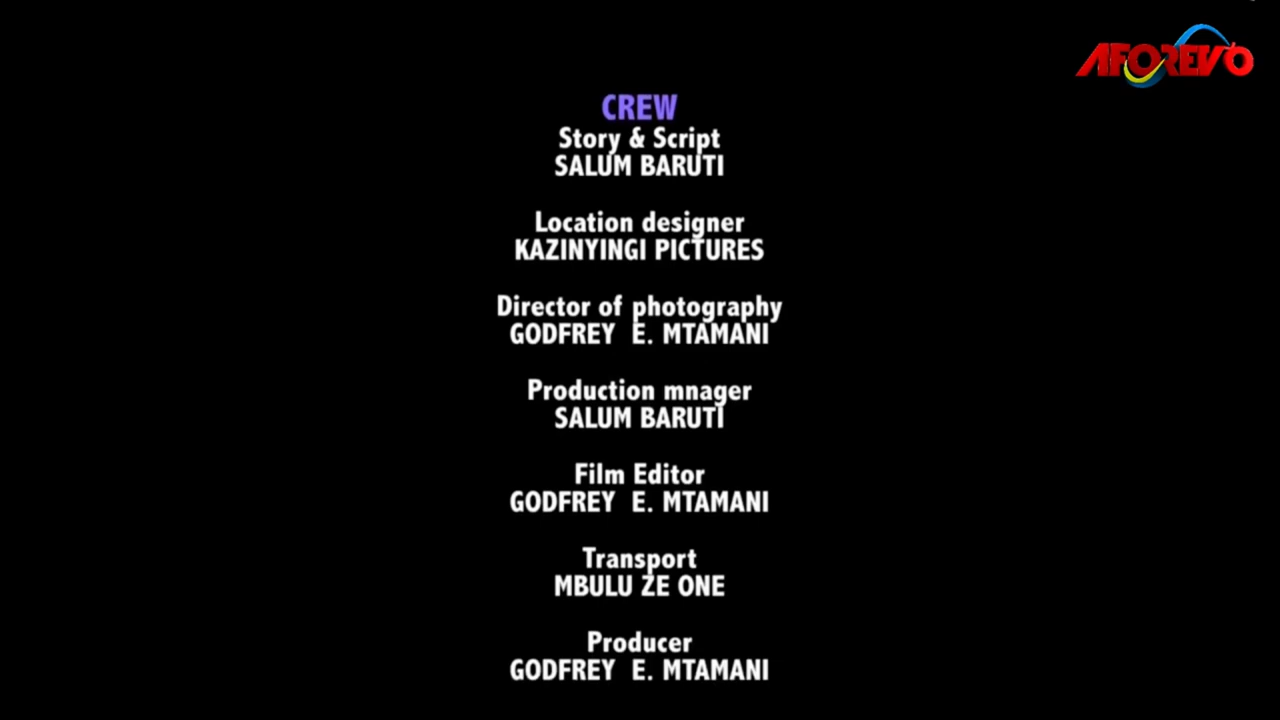 AFOREVO
CREW
Story & Script
SALUM BARUTI
Location designer
KAZINYINGI PICTURES
Director of photography
GODFREY E. MTAMANI
Production mnager
SALUM BARUTI
Film Editor
GODFREY E. MTAMANI
Transport
MBULU ZE ONE
Producer
GODFREY E. MTAMANI